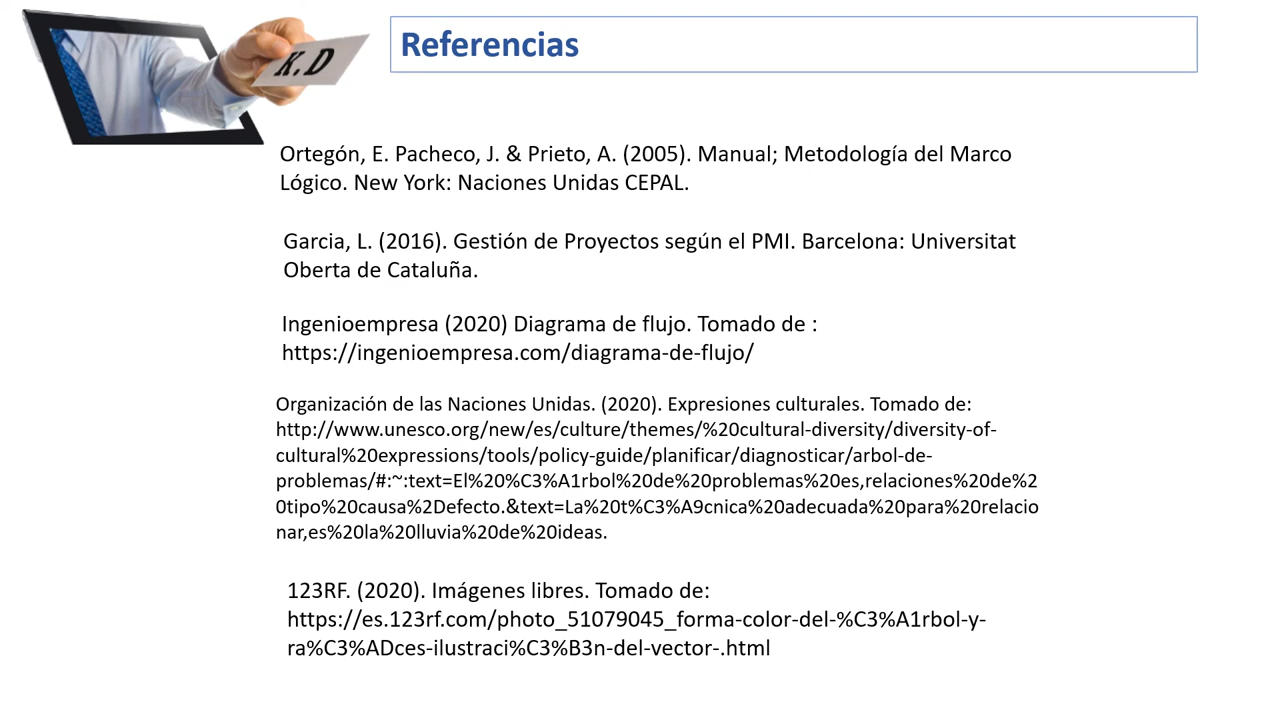 K.D
Referencias
Ortegón, E. Pacheco, J. & Prieto, A. (2005). Manual; Metodología del Marco
Lógico. New York: Naciones Unidas CEPAL.
Garcia, L. (2016). Gestión de Proyectos según el PMI. Barcelona: Universitat
Oberta de Cataluña.
Ingenioempresa (2020) Diagrama de flujo. Tomado de :
https://ingenioempresa.com/diagrama-de-flujo/
Organización de las Naciones Unidas. (2020). Expresiones culturales. Tomado de:
http://www.unesco.org/new/es/culture/themes/%20cultural-diversity/diversity-of-
cultural%20expressions/tools/policy-guide/planificar/diagnosticar/arbol-de-
problemas/#:~:text=El%20%C3%A1rbol%20de%20problemas%20es,relaciones%20de%2
0tipo%20causa%2Defecto.&text=La%20t%C3%A9cnica%20adecuada%20para%20relacio
nar,es%20la%20lluvia%20de%20ideas.
123RF. (2020). Imágenes libres. Tomado de:
https://es.123rf.com/photo_51079045_forma-color-del-%C3%A1rbol-y-
ra%C3%ADces-ilustraci%C3%B3n-del-vector-.html